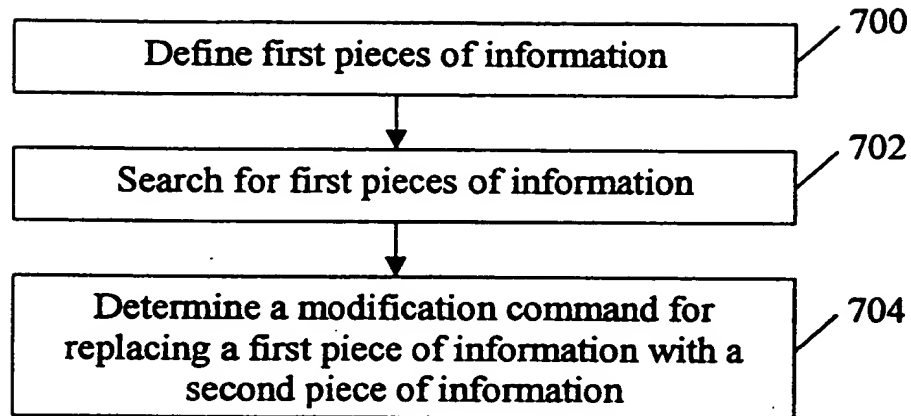 700
Define first pieces of information
702
Search for first pieces of information
704
Determine a modification command for
replacing a first piece of information with a
second piece of information